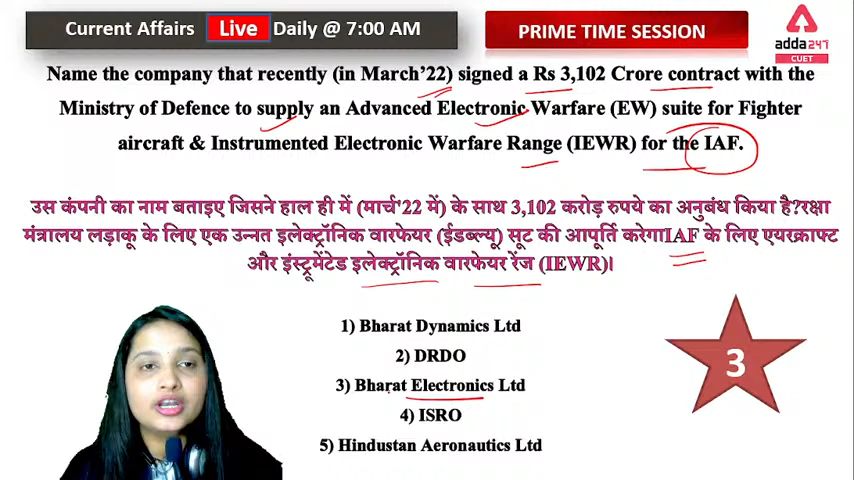 Current Affairs Live Daily @ 7:00 AM
PRIME TIME SESSION
adda247
CUET
Name the company that recently (in March'22) signed a Rs 3,102 Crore contract with the
Ministry of Defence to supply an Advanced Electronic Warfare (EW) suite for Fighter
aircraft & Instrumented Electronic Warfare Range (IEWR) for the IAF.
उस कंपनी का नाम बताइए जिसने हाल ही में (मार्च'22 में) के साथ 3,102 करोड़ रुपये का अनुबंध किया है?रक्षा
मंत्रालय लड़ाकू के लिए एक उन्नत इलेक्ट्रॉनिक वारफेयर (ईडब्ल्यू) सूट की आपूर्ति करेगाIAF के लिए एयरक्राफ्ट
और इंस्ट्रूमेंटेड इलेक्ट्रॉनिक वारफेयर रेंज (IEWR)।
1) Bharat Dynamics Ltd
2) DRDO
3) Bharat Electronics Ltd
4) ISRO
5) Hindustan Aeronautics Ltd
3